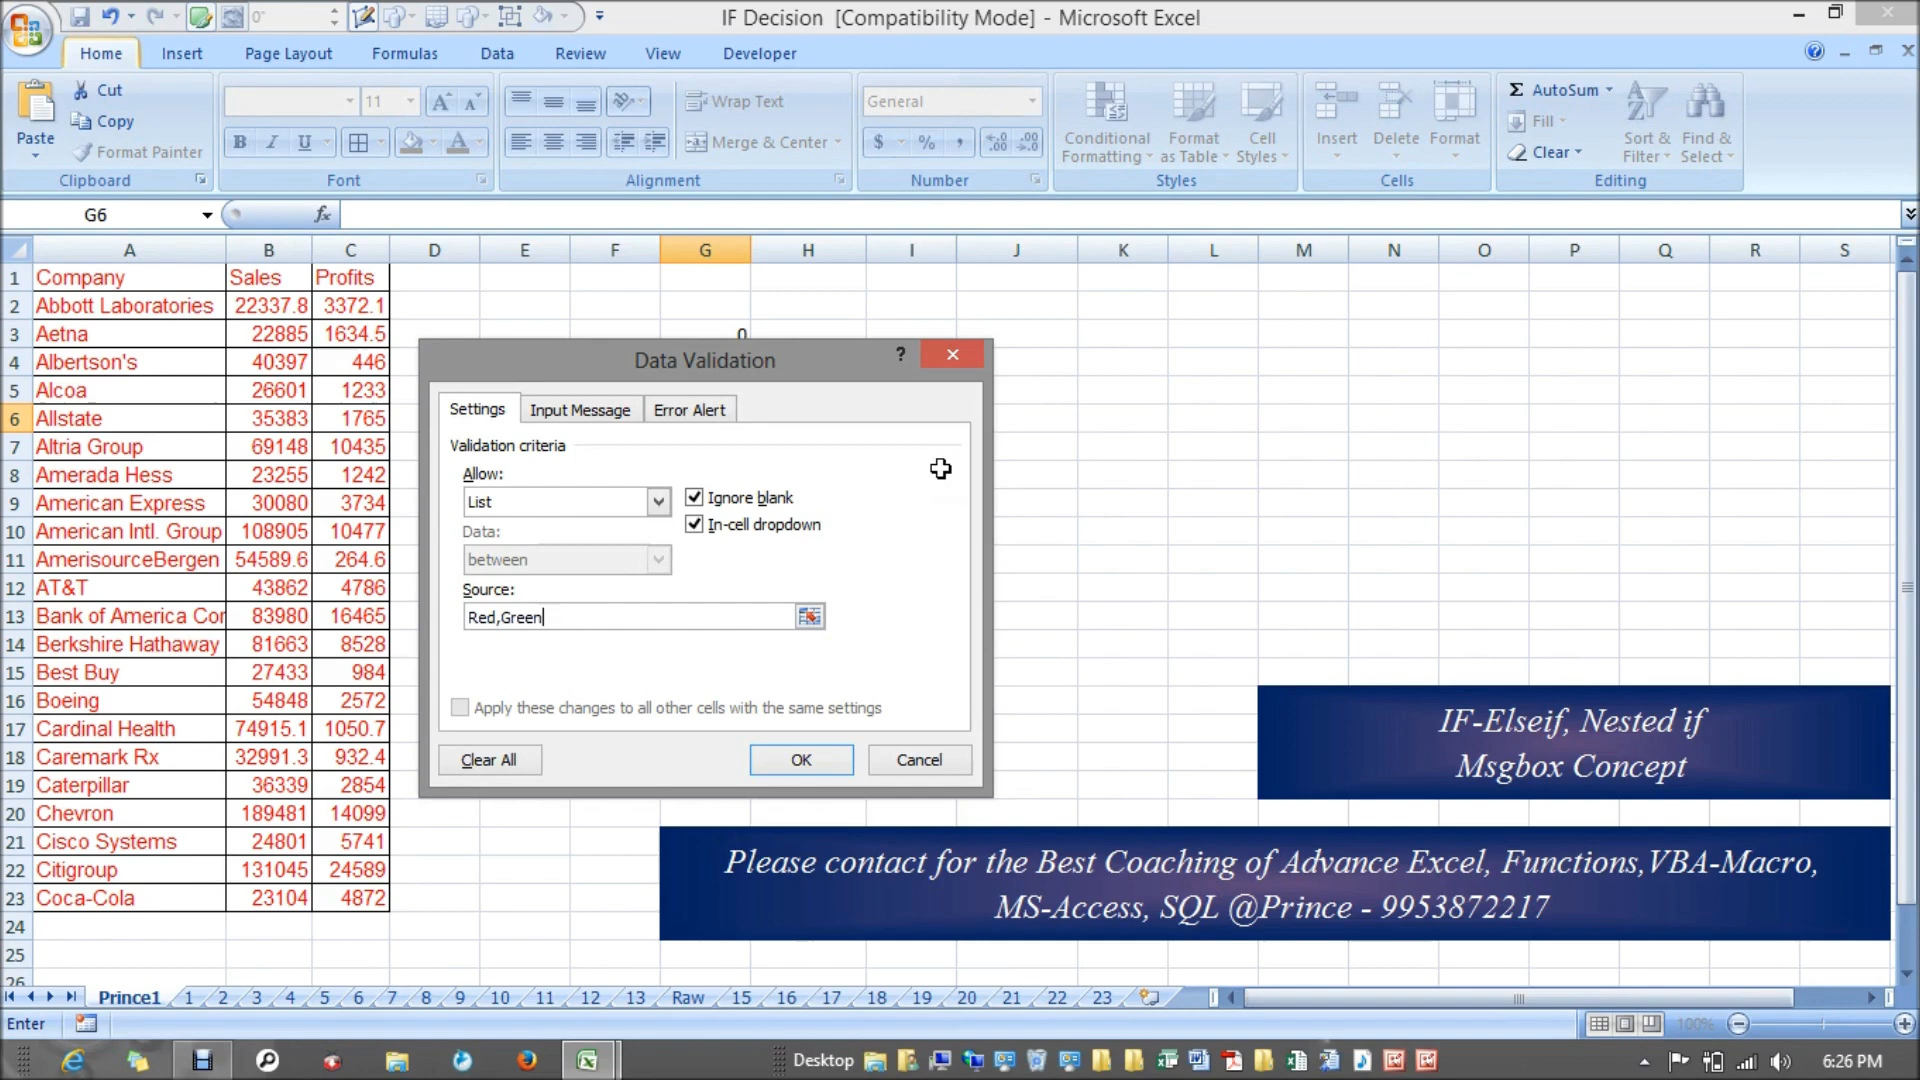 IF Decision [Compatibility Mode] - Microsoft Excel
Home Insert Page Layout Formulas Data Review View Developer
Paste
Cut
Copy
Format Painter
Clipboard
11
B I U
Font
Wrap Text
Merge & Center
Alignment
General
$ % ,
Number
Conditional Formatting
Format as Table
Cell Styles
Styles
Insert
Delete
Format
Cells
AutoSum
Fill
Clear
Sort & Filter
Find & Select
Editing
G6
fx
A B C D E F G H I J K L M N O P Q R S
1 Company Sales Profits
2 Abbott Laboratories 22337.8 3372.1
3 Aetna 22885 1634.5 0
4 Albertson's 40397 446
5 Alcoa 26601 1233
6 Allstate 35383 1765
7 Altria Group 69148 10435
8 Amerada Hess 23255 1242
9 American Express 30080 3734
10 American Intl. Group 108905 10477
11 AmerisourceBergen 54589.6 264.6
12 AT&T 43862 4786
13 Bank of America Cor 83980 16465
14 Berkshire Hathaway 81663 8528
15 Best Buy 27433 984
16 Boeing 54848 2572
17 Cardinal Health 74915.1 1050.7
18 Caremark Rx 32991.3 932.4
19 Caterpillar 36339 2854
20 Chevron 189481 14099
21 Cisco Systems 24801 5741
22 Citigroup 131045 24589
23 Coca-Cola 23104 4872
24
25
26
Data Validation
?
Settings Input Message Error Alert
Validation criteria
Allow:
List
Ignore blank
In-cell dropdown
Data:
between
Source:
Red,Green
Apply these changes to all other cells with the same settings
Clear All OK Cancel
IF-Elseif, Nested if
Msgbox Concept
Please contact for the Best Coaching of Advance Excel, Functions,VBA-Macro,
MS-Access, SQL @Prince - 9953872217
Prince1 1 2 3 4 5 6 7 8 9 10 11 12 13 Raw 15 16 17 18 19 20 21 22 23
Enter
100%
Desktop
6:26 PM